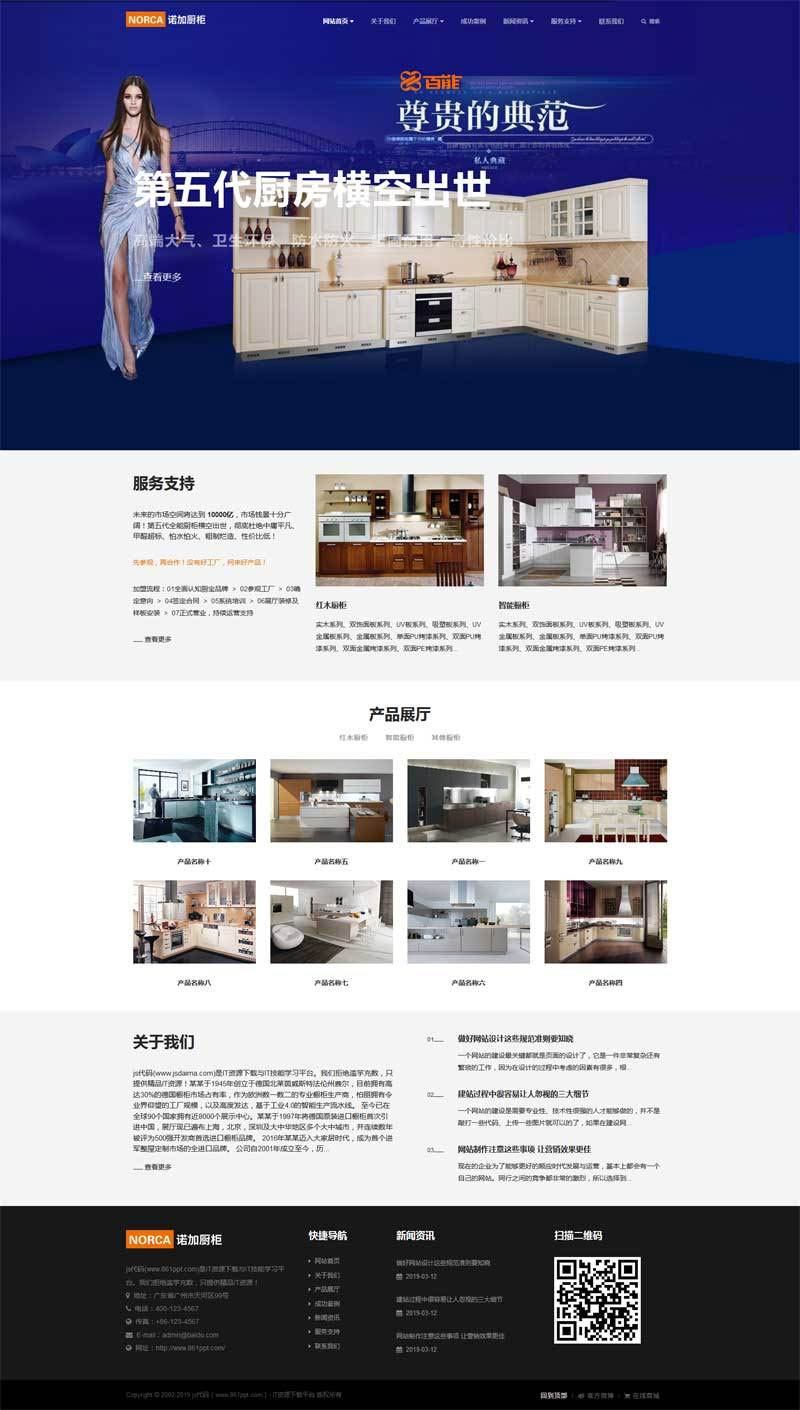 NORCA 诺加厨柜
网站首页 关于我们 产品展厅 成功案例 新闻资讯 服务支持 联系我们 搜索
百能
尊贵的典范
私人典藏
第五代厨房横空出世
高端大气、卫生环保、防水防火、坚固耐用、高性价比
查看更多
服务支持
未来的市场空间将达到 10000亿，市场钱景十分广
阔！第五代全能厨柜横空出世，彻底杜绝中庸平凡、
甲醛超标、怕水怕火、粗制烂造、性价比低！
先参观，再合作！没有好工厂，何来好产品！
加盟流程：01全面认知厨定品牌 > 02参观工厂 > 03确
定意向 > 04签定合同 > 05系统培训 > 06展厅装修及
样板安装 > 07正式营业，持续运营支持
查看更多
红木橱柜
实木系列、双饰面板系列、UV板系列、吸塑板系列、UV
金属板系列、金属板系列、单面PU烤漆系列、双面PU烤
漆系列、双面金属烤漆系列、双面PE烤漆系列...
智能橱柜
实木系列、双饰面板系列、UV板系列、吸塑板系列、UV
金属板系列、金属板系列、单面PU烤漆系列、双面PU烤
漆系列、双面金属烤漆系列、双面PE烤漆系列...
产品展厅
红木橱柜 智能橱柜 其他橱柜
产品名称十 产品名称五 产品名称一 产品名称九
产品名称八 产品名称七 产品名称六 产品名称四
关于我们
js代码(www.jsdaima.com)是IT资源下载与IT技能学习平台。我们拒绝滥竽充数，只
提供精品IT资源！某某于1945年创立于德国北莱茵威斯特法伦州赛尔，目前拥有高
达30%的德国橱柜市场占有率，作为欧洲数一数二的专业橱柜生产商，柏丽拥有令
业界仰望的工厂规模，以及高度发达，基于工业4.0的智能生产流水线。 至今已在
全球90个国家拥有近8000个展示中心。某某于1997年将德国原装进口橱柜首次引
进中国，展厅现已遍布上海，北京，深圳及大中华地区多个大中城市，并连续数年
被评为500强开发商首选进口橱柜品牌。 2016年某某迈入大家居时代，成为首个进
军整屋定制市场的全进口品牌。 公司自2001年成立至今，历...
查看更多
01 做好网站设计这些规范准则要知晓
一个网站的建设最关键都就是页面的设计了，它是一件非常复杂还有
繁琐的工作，因为在设计的过程中考虑的因素有很多，根...
02 建站过程中很容易让人忽视的三大细节
一个网站的建设是需要专业性、技术性很强的人才能够做的，并不是
敲打一些代码、上传一些图片就可以的了，如果在建设网...
03 网站制作注意这些事项 让营销效果更佳
现在的企业为了能够更好的顺应时代发展与运营，基本上都会有一个
自己的网站。同行之间的竞争都非常的激烈，所以选择到...
NORCA 诺加厨柜
js代码(www.861ppt.com)是IT资源下载与IT技能学习平
台。我们拒绝滥竽充数，只提供精品IT资源！
地址：广东省广州市天河区99号
电话：400-123-4567
传真：+86-123-4567
E-mail：admin@baidu.com
网址：http://www.861ppt.com/
快捷导航
网站首页
关于我们
产品展厅
成功案例
新闻资讯
服务支持
联系我们
新闻资讯
做好网站设计这些规范准则要知晓
2019-03-12
建站过程中很容易让人忽视的三大细节
2019-03-12
网站制作注意这些事项 让营销效果更佳
2019-03-12
扫描二维码
Copyright © 2002-2019 js代码 ( www.861ppt.com ) - IT资源下载平台 版权所有
回到顶部 官方微博 在线商城